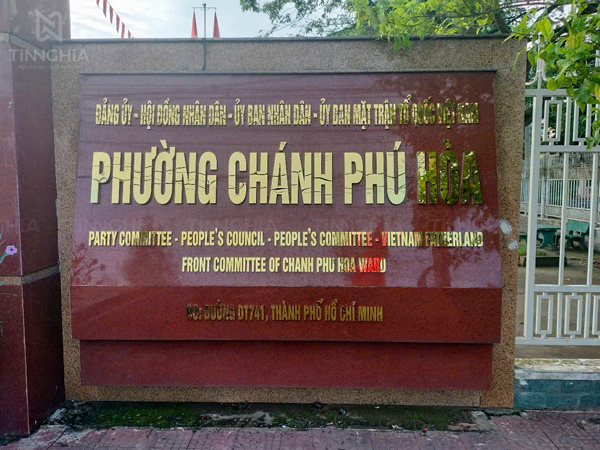 TINNGHIA
ĐẢNG ỦY - HỘI ĐỒNG NHÂN DÂN - ỦY BAN NHÂN DÂN - ỦY BAN MẶT TRẬN TỔ QUỐC VIỆT NAM
PHƯỜNG CHÁNH PHÚ HÒA
PARTY COMMITTEE - PEOPLE'S COUNCIL - PEOPLE'S COMMITTEE - VIETNAM FATHERLAND
FRONT COMMITTEE OF CHANH PHU HOA WARD
ĐC: ĐƯỜNG ĐT741, THÀNH PHỐ HỒ CHÍ MINH